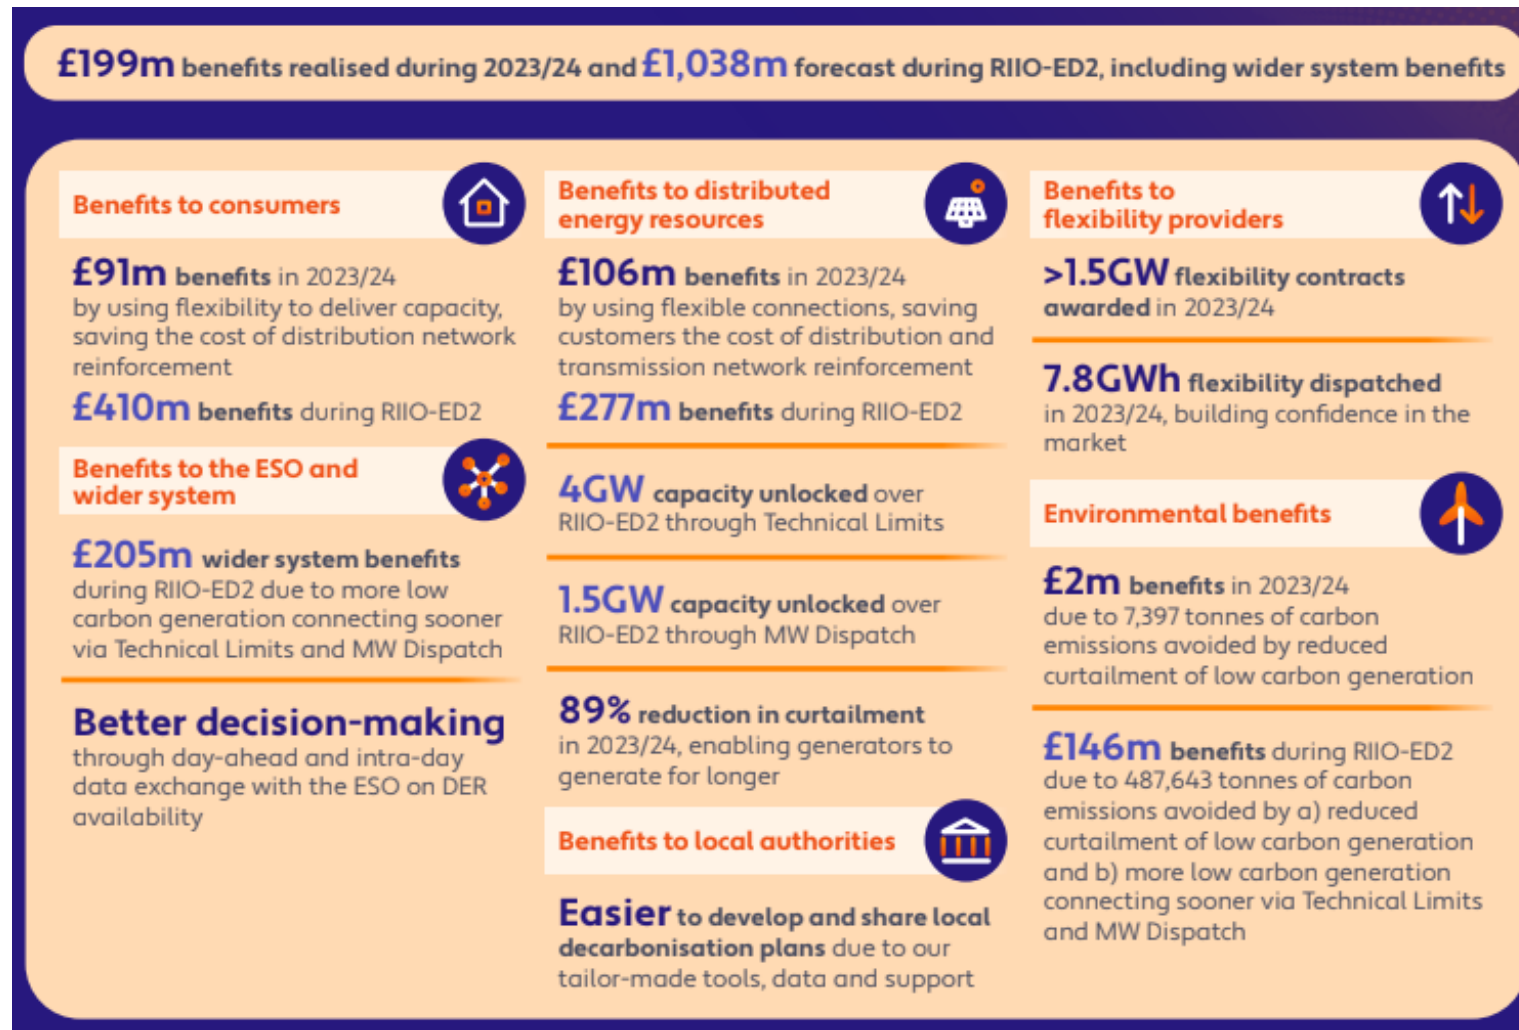 £199m benefits realised during 2023/24 and £1,038m forecast during RIIO-ED2, including wider system benefits
Benefits to consumers
£91m benefits in 2023/24
by using flexibility to deliver capacity,
saving the cost of distribution network
reinforcement
£410m benefits during RIIO-ED2
Benefits to the ESO and
wider system
£205m wider system benefits
during RIIO-ED2 due to more low
carbon generation connecting sooner
via Technical Limits and MW Dispatch
Better decision-making
through day-ahead and intra-day
data exchange with the ESO on DER
availability
Benefits to distributed
energy resources
£106m benefits in 2023/24
by using flexible connections, saving
customers the cost of distribution and
transmission network reinforcement
£277m benefits during RIIO-ED2
4GW capacity unlocked over
RIIO-ED2 through Technical Limits
1.5GW capacity unlocked over
RIIO-ED2 through MW Dispatch
89% reduction in curtailment
in 2023/24, enabling generators to
generate for longer
Benefits to local authorities
Easier to develop and share local
decarbonisation plans due to our
tailor-made tools, data and support
Benefits to
flexibility providers
>1.5GW flexibility contracts
awarded in 2023/24
7.8GWh flexibility dispatched
in 2023/24, building confidence in the
market
Environmental benefits
£2m benefits in 2023/24
due to 7,397 tonnes of carbon
emissions avoided by reduced
curtailment of low carbon generation
£146m benefits during RIIO-ED2
due to 487,643 tonnes of carbon
emissions avoided by a) reduced
curtailment of low carbon generation
and b) more low carbon generation
connecting sooner via Technical Limits
and MW Dispatch